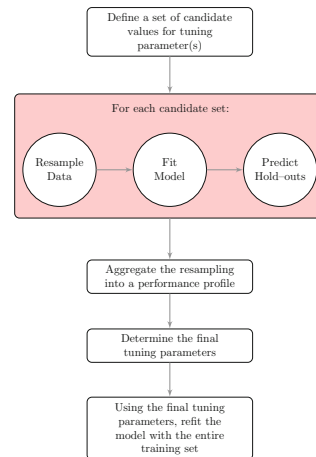 Define a set of candidate
values for tuning
parameter(s)
For each candidate set:
Resample
Data
Fit
Model
Predict
Hold–outs
Aggregate the resampling
into a performance profile
Determine the final
tuning parameters
Using the final tuning
parameters, refit the
model with the entire
training set